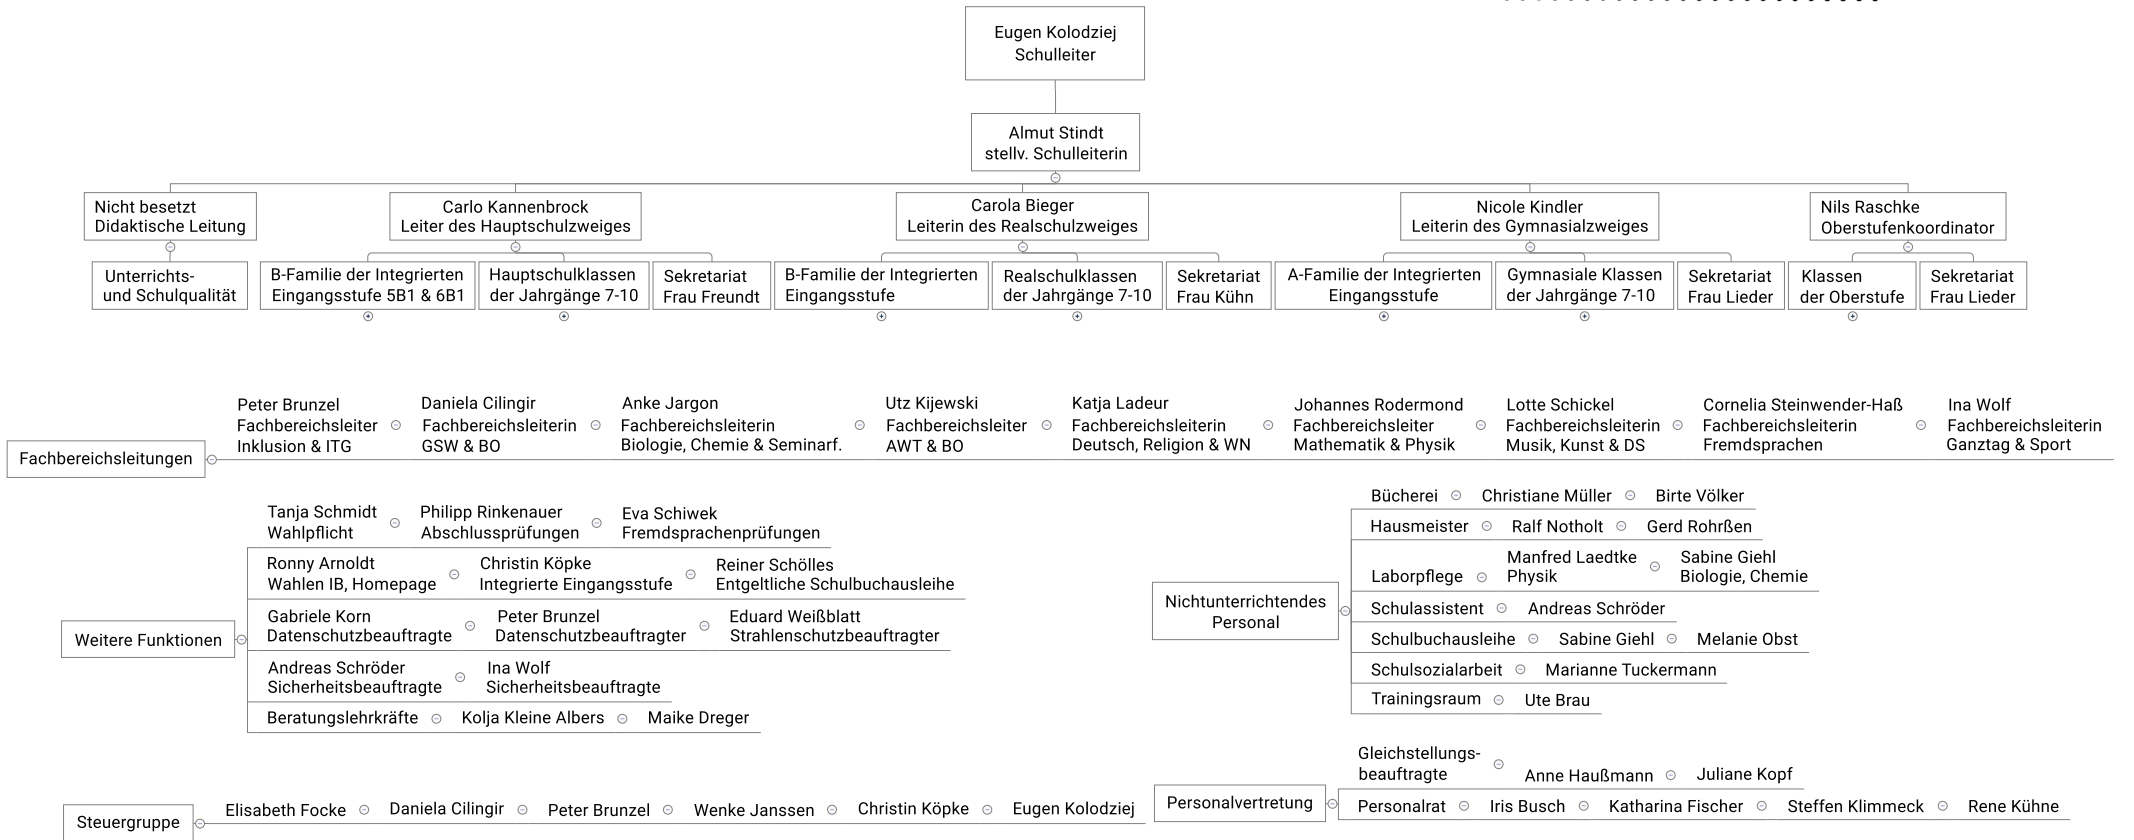 Eugen Kolodziej
Schulleiter
Almut Stindt
stellv. Schulleiterin
Nicht besetzt
Didaktische Leitung
Carlo Kannenbrock
Leiter des Hauptschulzweiges
Carola Bieger
Leiterin des Realschulzweiges
Nicole Kindler
Leiterin des Gymnasialzweiges
Nils Raschke
Oberstufenkoordinator
Unterrichts-
und Schulqualität
B-Familie der Integrierten
Eingangsstufe 5B1 & 6B1
Hauptschulklassen
der Jahrgänge 7-10
Sekretariat
Frau Freundt
B-Familie der Integrierten
Eingangsstufe
Realschulklassen
der Jahrgänge 7-10
Sekretariat
Frau Kühn
A-Familie der Integrierten
Eingangsstufe
Gymnasiale Klassen
der Jahrgänge 7-10
Sekretariat
Frau Lieder
Klassen
der Oberstufe
Sekretariat
Frau Lieder
Fachbereichsleitungen
Peter Brunzel
Fachbereichsleiter
Inklusion & ITG
Daniela Cilingir
Fachbereichsleiterin
GSW & BO
Anke Jargon
Fachbereichsleiterin
Biologie, Chemie & Seminarf.
Utz Kijewski
Fachbereichsleiter
AWT & BO
Katja Ladeur
Fachbereichsleiterin
Deutsch, Religion & WN
Johannes Rodermond
Fachbereichsleiter
Mathematik & Physik
Lotte Schickel
Fachbereichsleiterin
Musik, Kunst & DS
Cornelia Steinwender-Haß
Fachbereichsleiterin
Fremdsprachen
Ina Wolf
Fachbereichsleiterin
Ganztag & Sport
Weitere Funktionen
Tanja Schmidt
Wahlpflicht
Philipp Rinkenauer
Abschlussprüfungen
Eva Schiwek
Fremdsprachenprüfungen
Ronny Arnoldt
Wahlen IB, Homepage
Christin Köpke
Integrierte Eingangsstufe
Reiner Schölles
Entgeltliche Schulbuchausleihe
Gabriele Korn
Datenschutzbeauftragte
Peter Brunzel
Datenschutzbeauftragter
Eduard Weißblatt
Strahlenschutzbeauftragter
Andreas Schröder
Sicherheitsbeauftragte
Ina Wolf
Sicherheitsbeauftragte
Beratungslehrkräfte Kolja Kleine Albers Maike Dreger
Nichtunterrichtendes
Personal
Bücherei Christiane Müller Birte Völker
Hausmeister Ralf Notholt Gerd Rohrßen
Laborpflege
Manfred Laedtke
Physik
Sabine Giehl
Biologie, Chemie
Schulassistent Andreas Schröder
Schulbuchausleihe Sabine Giehl Melanie Obst
Schulsozialarbeit Marianne Tuckermann
Trainingsraum Ute Brau
Steuergruppe
Elisabeth Focke Daniela Cilingir Peter Brunzel Wenke Janssen Christin Köpke Eugen Kolodziej
Personalvertretung
Gleichstellungs-
beauftragte
Anne Haußmann Juliane Kopf
Personalrat Iris Busch Katharina Fischer Steffen Klimmeck Rene Kühne